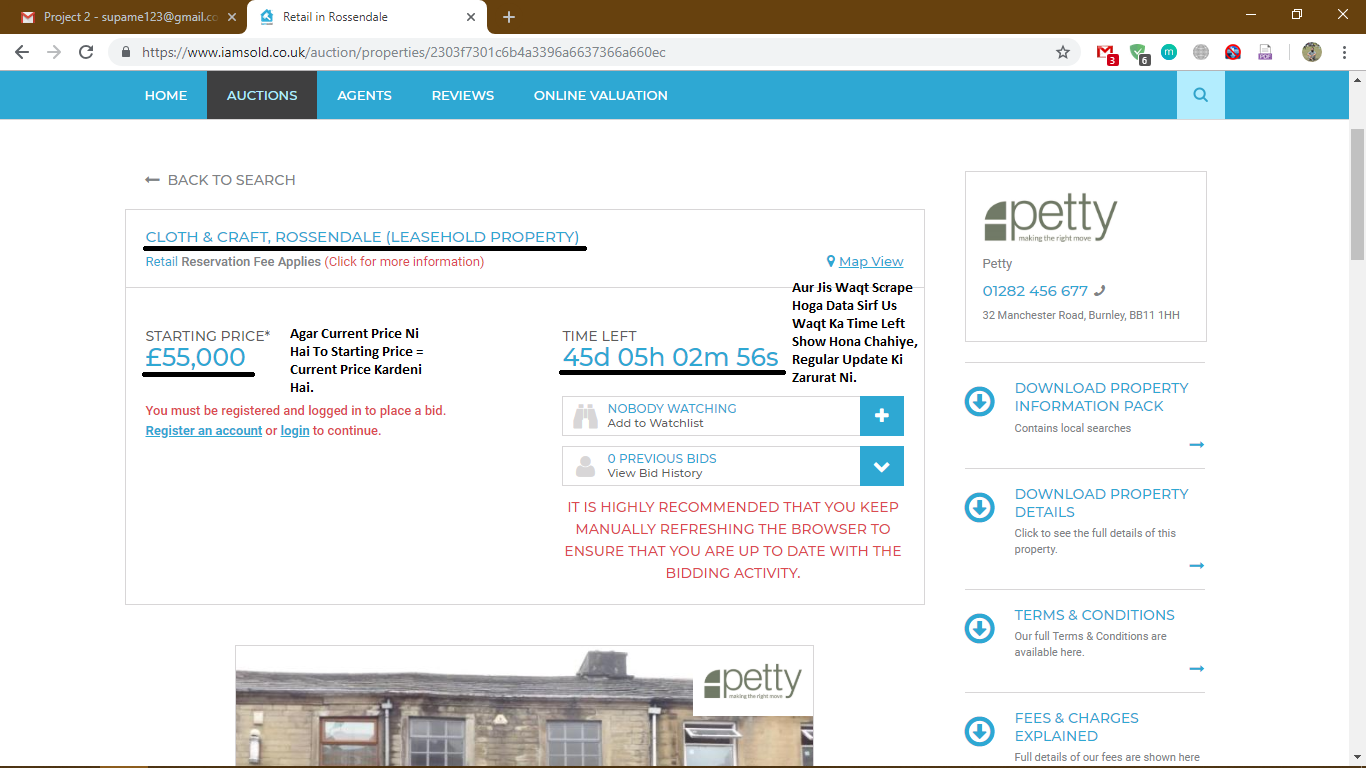 Project 2 - supame123@gmail.co
Retail in Rossendale
https://www.iamsold.co.uk/auction/properties/2303f7301c6b4a3396a6637366a660ec
3
6
m
PDF
HOME
AUCTIONS
AGENTS
REVIEWS
ONLINE VALUATION
BACK TO SEARCH
CLOTH & CRAFT, ROSSENDALE (LEASEHOLD PROPERTY)
Retail Reservation Fee Applies (Click for more information)
Map View
STARTING PRICE*
£55,000
Agar Current Price Ni
Hai To Starting Price =
Current Price Kardeni
Hai.
You must be registered and logged in to place a bid.
Register an account or login to continue.
TIME LEFT
45d 05h 02m 56s
Aur Jis Waqt Scrape
Hoga Data Sirf Us
Waqt Ka Time Left
Show Hona Chahiye,
Regular Update Ki
Zarurat Ni.
NOBODY WATCHING
Add to Watchlist
0 PREVIOUS BIDS
View Bid History
IT IS HIGHLY RECOMMENDED THAT YOU KEEP
MANUALLY REFRESHING THE BROWSER TO
ENSURE THAT YOU ARE UP TO DATE WITH THE
BIDDING ACTIVITY.
petty
making the right move
petty
making the right move
Petty
01282 456 677
32 Manchester Road, Burnley, BB11 1HH
DOWNLOAD PROPERTY
INFORMATION PACK
Contains local searches
DOWNLOAD PROPERTY
DETAILS
Click to see the full details of this
property.
TERMS & CONDITIONS
Our full Terms & Conditions are
available here.
FEES & CHARGES
EXPLAINED
Full details of our fees are shown here